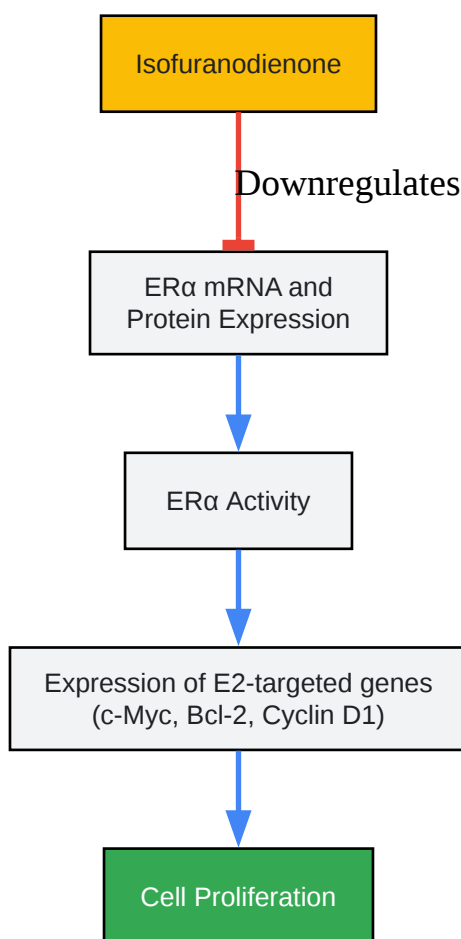 Isofuranodienone
Downregulates
ERα mRNA and
Protein Expression
ERα Activity
Expression of E2-targeted genes
(c-Myc, Bcl-2, Cyclin D1)
Cell Proliferation